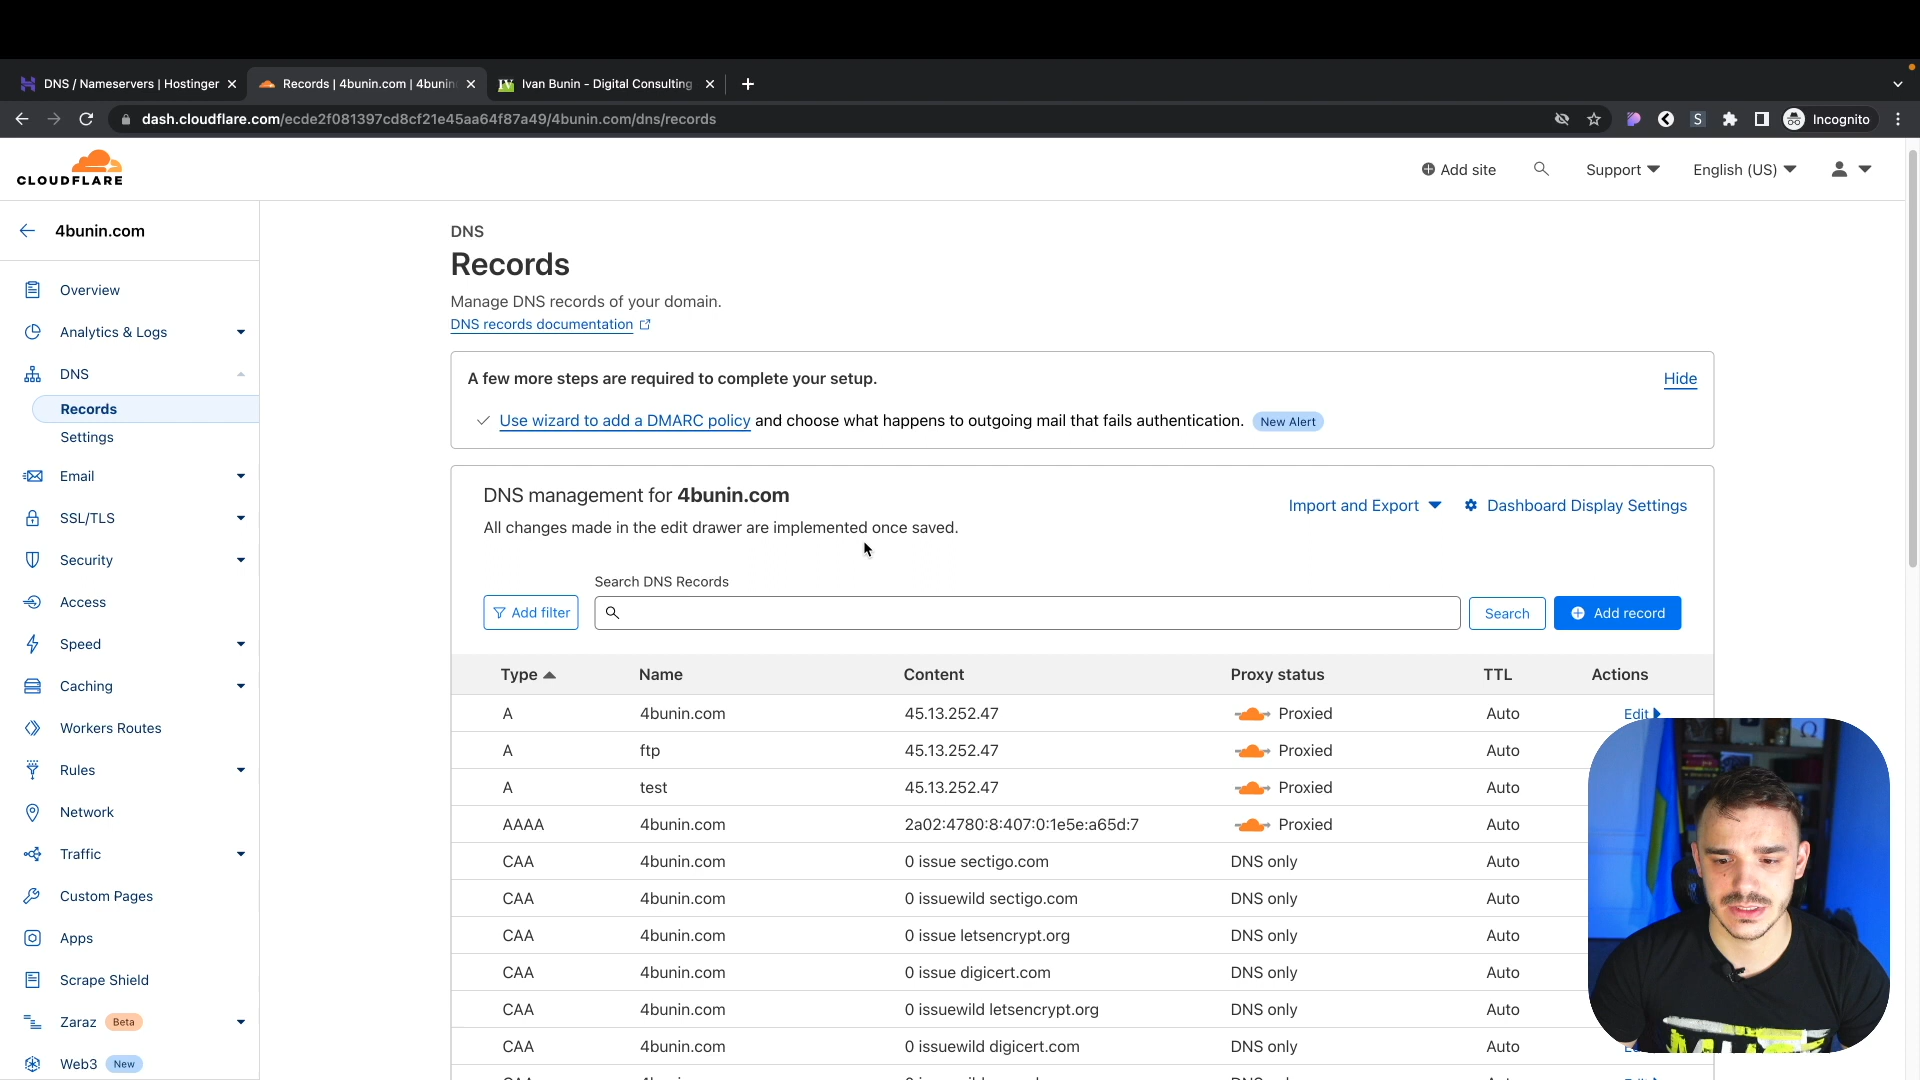 DNS / Nameservers | Hostinger
Records | 4bunin.com | 4bunin
Ivan Bunin - Digital Consulting
dash.cloudflare.com/ecde2f081397cd8cf21e45aa64f87a49/4bunin.com/dns/records
S
Incognito
CLOUDFLARE
Add site
Support
English (US)
4bunin.com
Overview
Analytics & Logs
DNS
Records
Settings
Email
SSL/TLS
Security
Access
Speed
Caching
Workers Routes
Rules
Network
Traffic
Custom Pages
Apps
Scrape Shield
Zaraz Beta
Web3 New
DNS
Records
Manage DNS records of your domain.
DNS records documentation
A few more steps are required to complete your setup.
Hide
Use wizard to add a DMARC policy and choose what happens to outgoing mail that fails authentication. New Alert
DNS management for 4bunin.com
Import and Export
Dashboard Display Settings
All changes made in the edit drawer are implemented once saved.
Search DNS Records
Add filter
Search
Add record
Type Name Content Proxy status TTL Actions
A 4bunin.com 45.13.252.47 Proxied Auto Edit
A ftp 45.13.252.47 Proxied Auto
A test 45.13.252.47 Proxied Auto
AAAA 4bunin.com 2a02:4780:8:407:0:1e5e:a65d:7 Proxied Auto
CAA 4bunin.com 0 issue sectigo.com DNS only Auto
CAA 4bunin.com 0 issuewild sectigo.com DNS only Auto
CAA 4bunin.com 0 issue letsencrypt.org DNS only Auto
CAA 4bunin.com 0 issue digicert.com DNS only Auto
CAA 4bunin.com 0 issuewild letsencrypt.org DNS only Auto
CAA 4bunin.com 0 issuewild digicert.com DNS only Auto